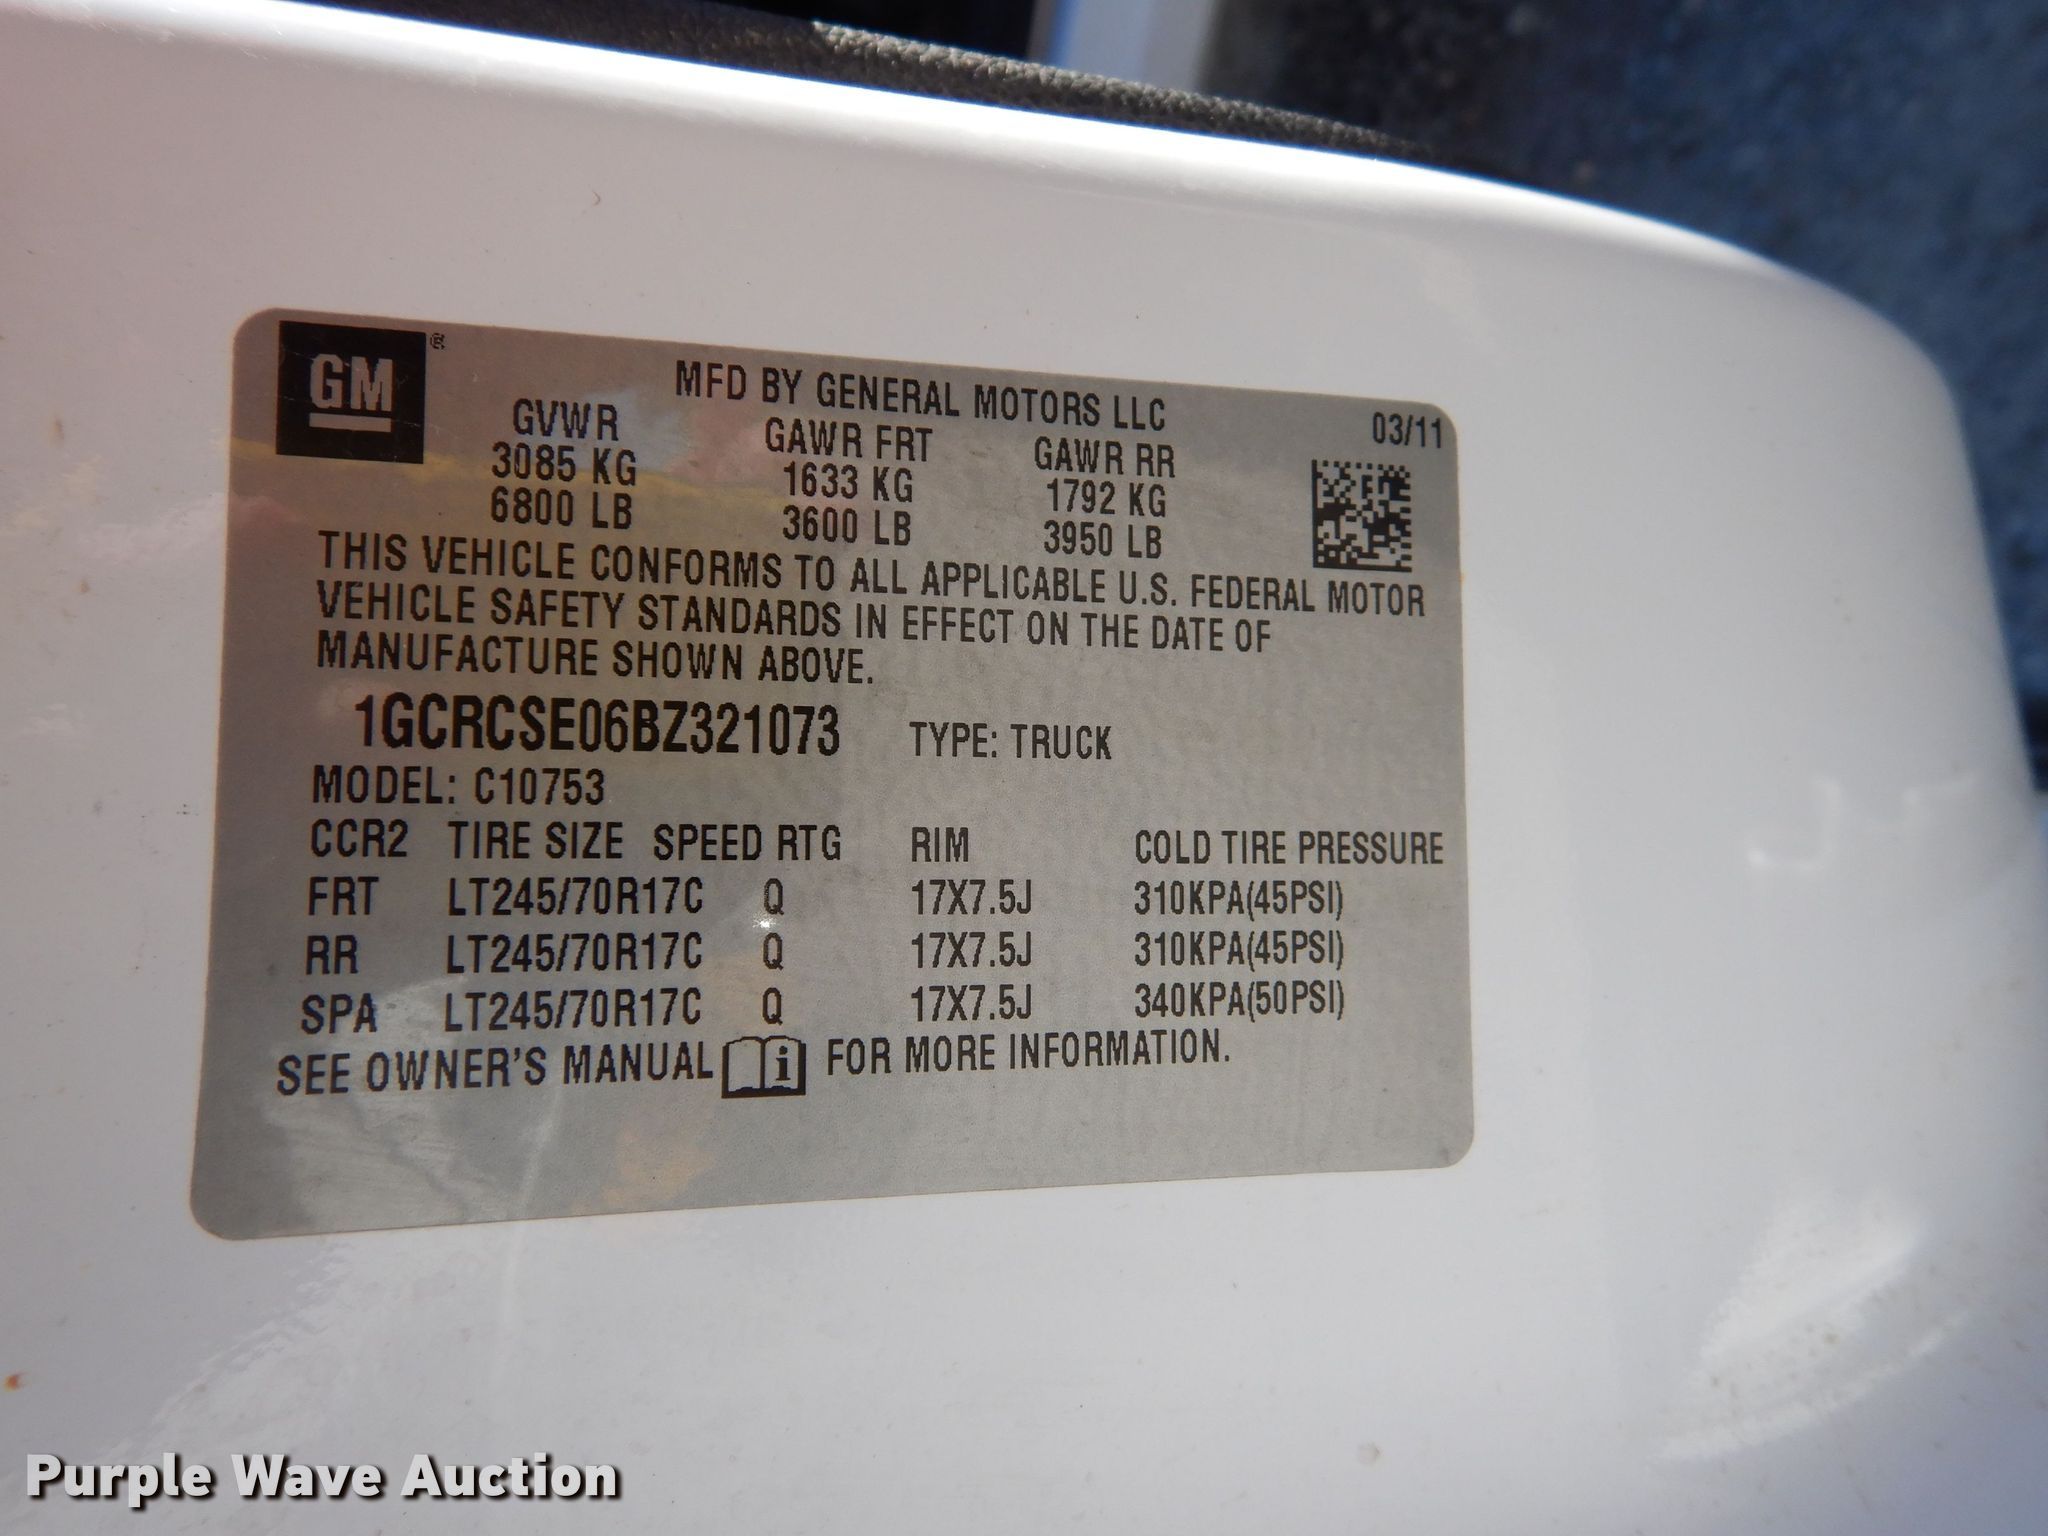 GM
MFD BY GENERAL MOTORS LLC
03/11
GVWR GAWR FRT GAWR RR
3085 KG 1633 KG 1792 KG
6800 LB 3600 LB 3950 LB
THIS VEHICLE CONFORMS TO ALL APPLICABLE U.S. FEDERAL MOTOR
VEHICLE SAFETY STANDARDS IN EFFECT ON THE DATE OF
MANUFACTURE SHOWN ABOVE.
1GCRCSE06BZ321073 TYPE: TRUCK
MODEL: C10753
CCR2 TIRE SIZE SPEED RTG RIM COLD TIRE PRESSURE
FRT LT245/70R17C Q 17X7.5J 310KPA(45PSI)
RR LT245/70R17C Q 17X7.5J 310KPA(45PSI)
SPA LT245/70R17C Q 17X7.5J 340KPA(50PSI)
SEE OWNER'S MANUAL i FOR MORE INFORMATION.
Purple Wave Auction